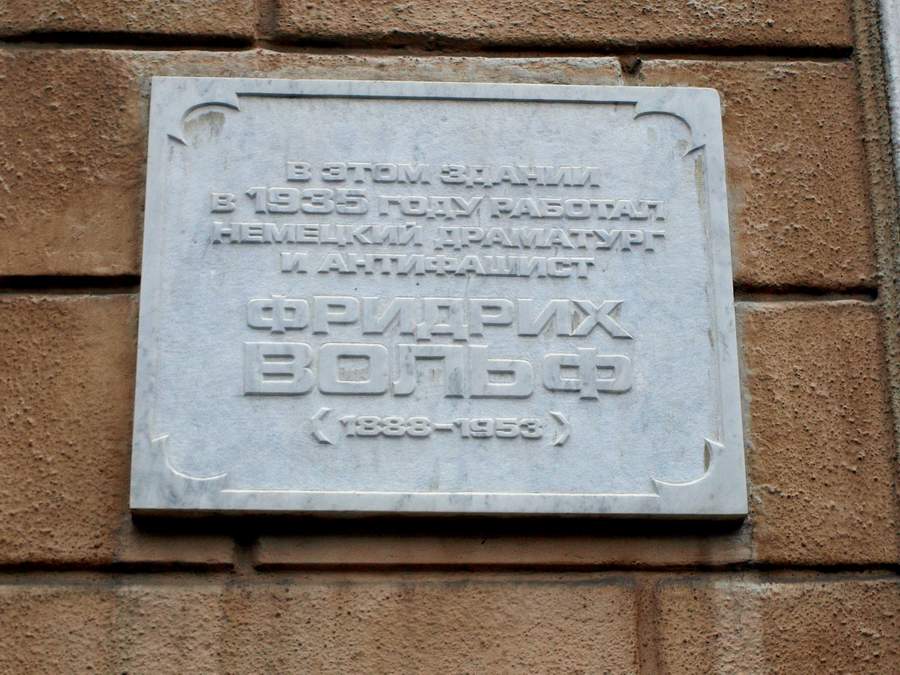 В ЭТОМ ЗДАНИИ
В 1935 ГОДУ РАБОТАЛ
НЕМЕЦКИЙ ДРАМАТУРГ
И АНТИФАШИСТ
ФРИДРИХ
ВОЛЬФ
(1888-1953)